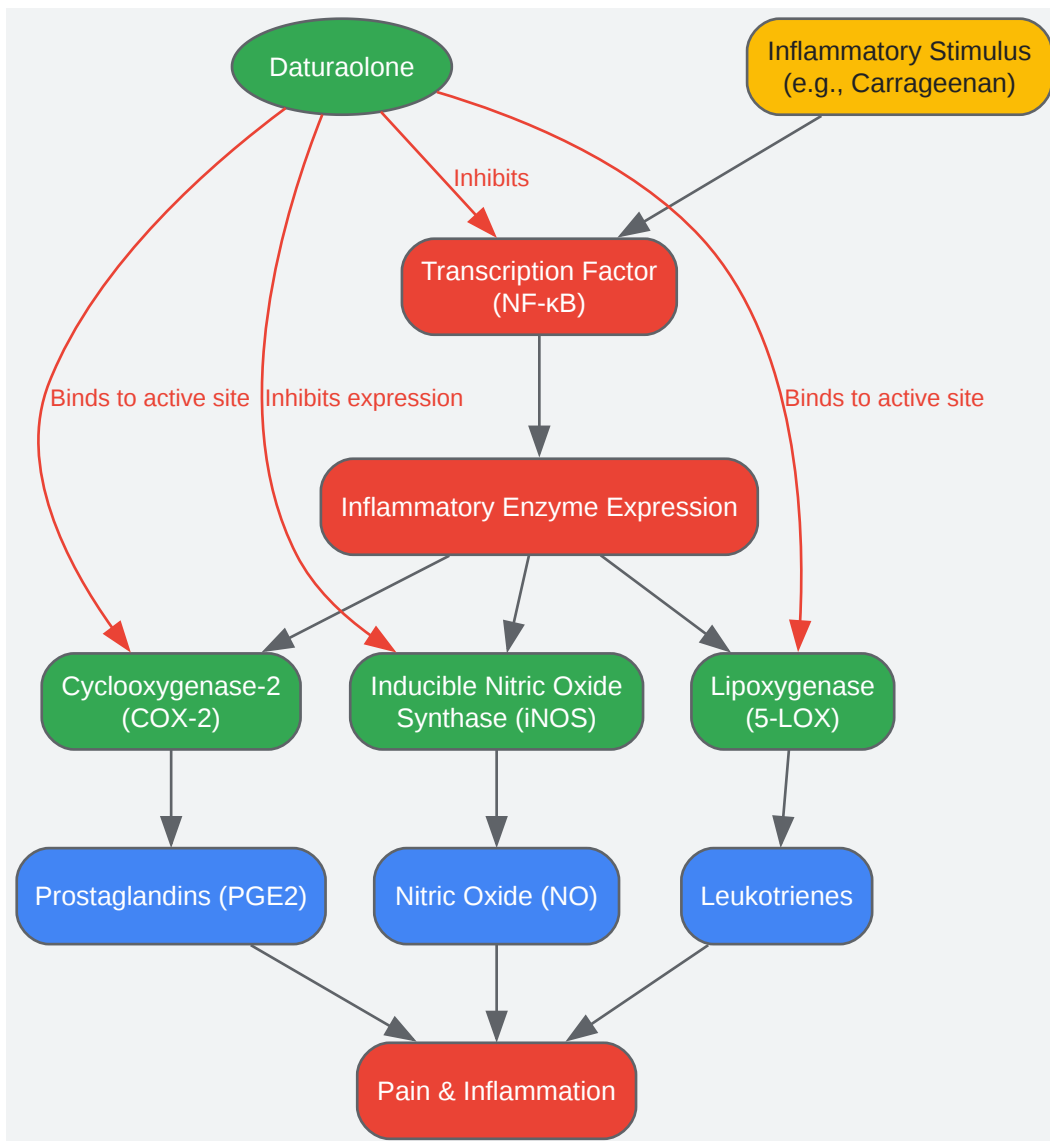 Daturaolone
Inflammatory Stimulus
(e.g., Carrageenan)
Inhibits
Transcription Factor
(NF-κB)
Binds to active site
Inhibits expression
Binds to active site
Inflammatory Enzyme Expression
Cyclooxygenase-2
(COX-2)
Inducible Nitric Oxide
Synthase (iNOS)
Lipoxygenase
(5-LOX)
Prostaglandins (PGE2)
Nitric Oxide (NO)
Leukotrienes
Pain & Inflammation